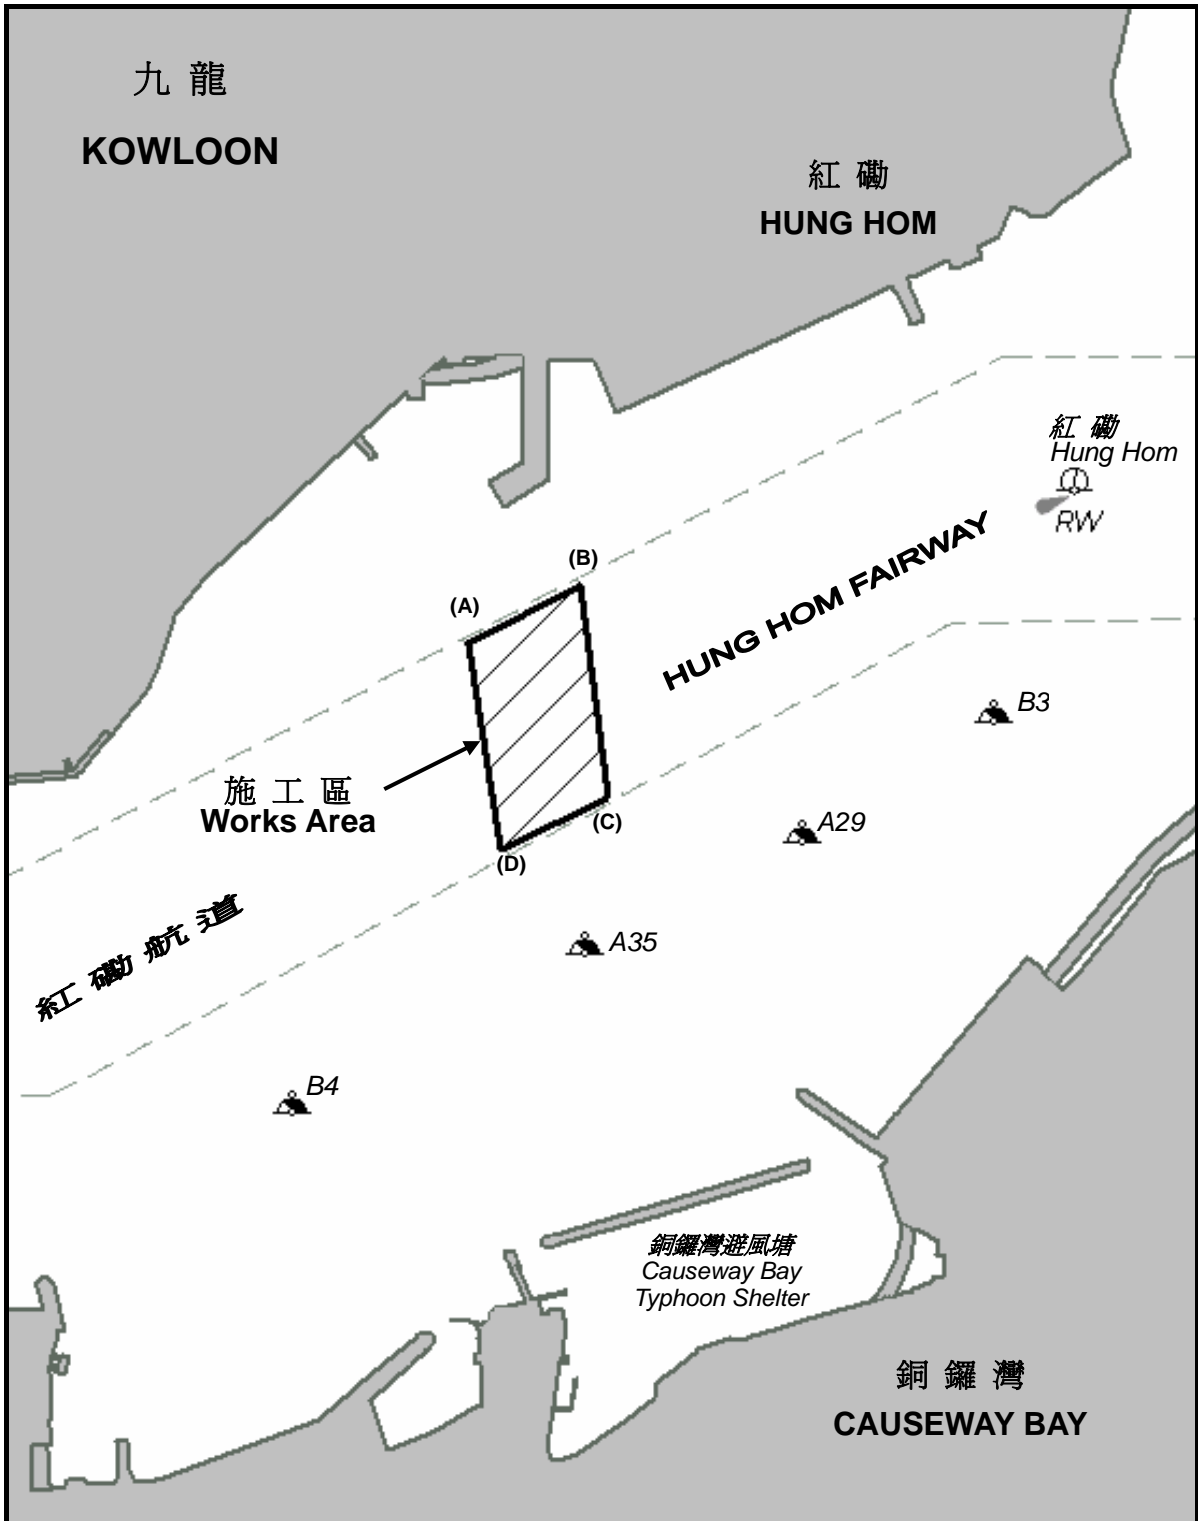 九 龍
KOWLOON
紅 磡
HUNG HOM
紅 磡
Hung Hom
RW
HUNG HOM FAIRWAY
(B)
(A)
B3
施 工 區
Works Area
(C)
A29
(D)
紅 磡 航 道
A35
B4
銅鑼灣避風塘
Causeway Bay
Typhoon Shelter
銅 鑼 灣
CAUSEWAY BAY